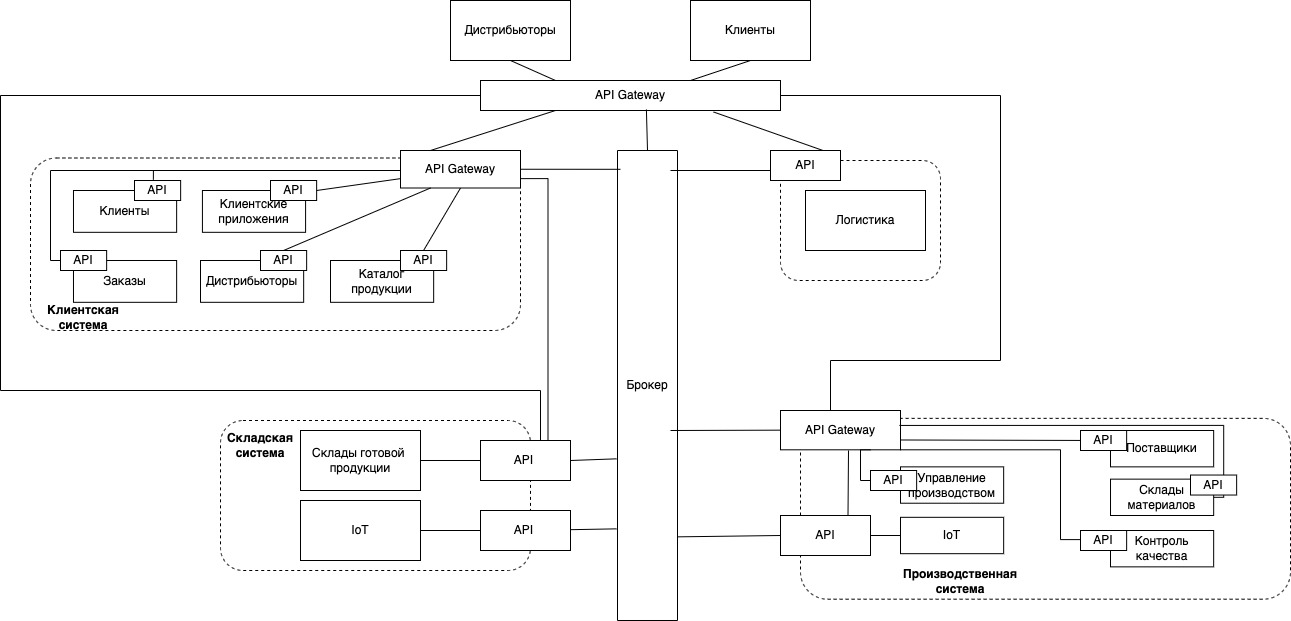 Дистрибьюторы
Клиенты
API Gateway
API Gateway
API
API
API
Клиенты
Клиентские
приложения
Логистика
API
API
API
Заказы
Дистрибьюторы
Каталог
продукции
Клиентская
система
Брокер
Складская
система
Склады готовой
продукции
API
IoT
API
API Gateway
API
Поставщики
API
Управление
производством
API
Склады
материалов
API
IoT
API
Контроль
качества
Производственная
система